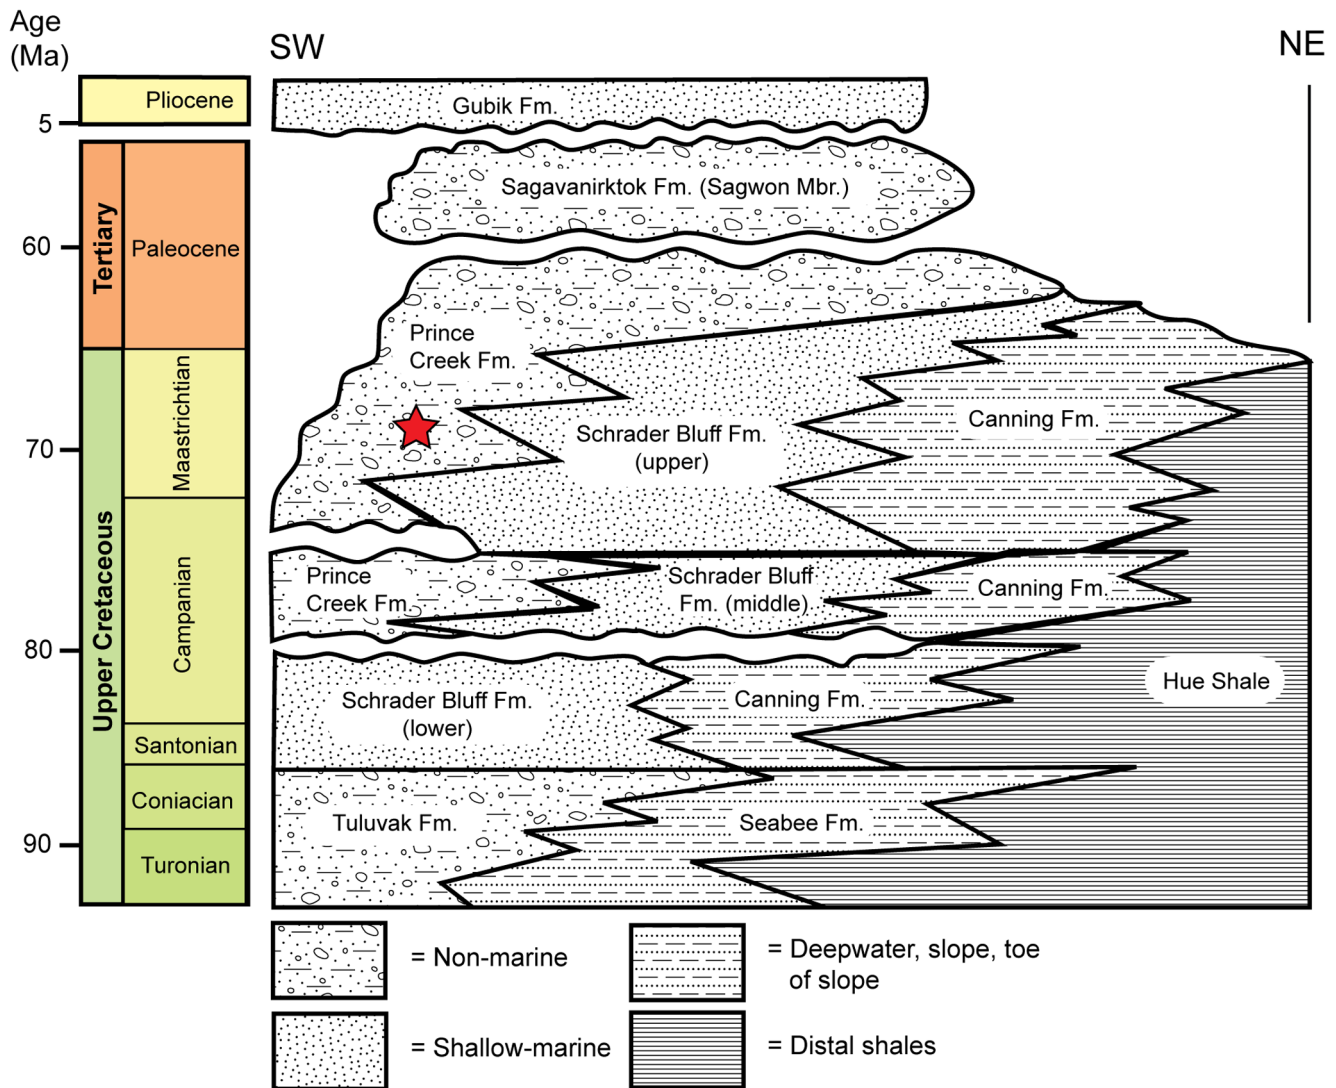 Age
(Ma)
SW
NE
Pliocene
Gubik Fm.
5
Sagavanirktok Fm. (Sagwon Mbr.)
Tertiary
Paleocene
60
Prince
Creek Fm.
Maastrichtian
Canning Fm.
Schrader Bluff Fm.
(upper)
70
Upper Cretaceous
Campanian
Prince
Creek Fm.
Schrader Bluff
Fm. (middle)
Canning Fm.
80
Schrader Bluff Fm.
(lower)
Canning Fm.
Hue Shale
Santonian
Coniacian
Tuluvak Fm.
Seabee Fm.
90
Turonian
= Non-marine
= Deepwater, slope, toe
of slope
= Shallow-marine
= Distal shales